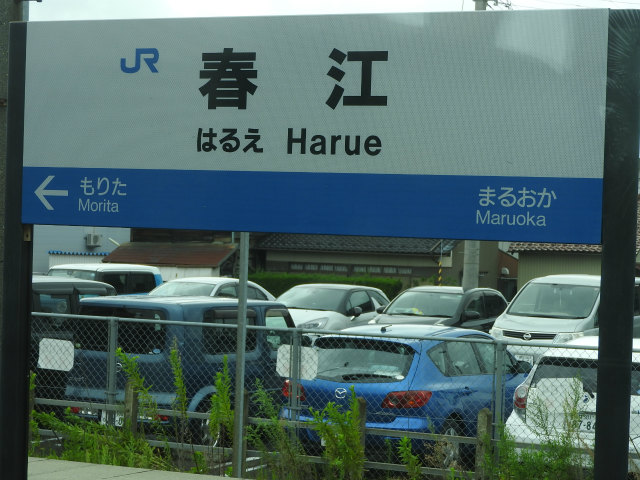 JR
春江
はるえ Harue
← もりた
Morita
まるおか
Maruoka